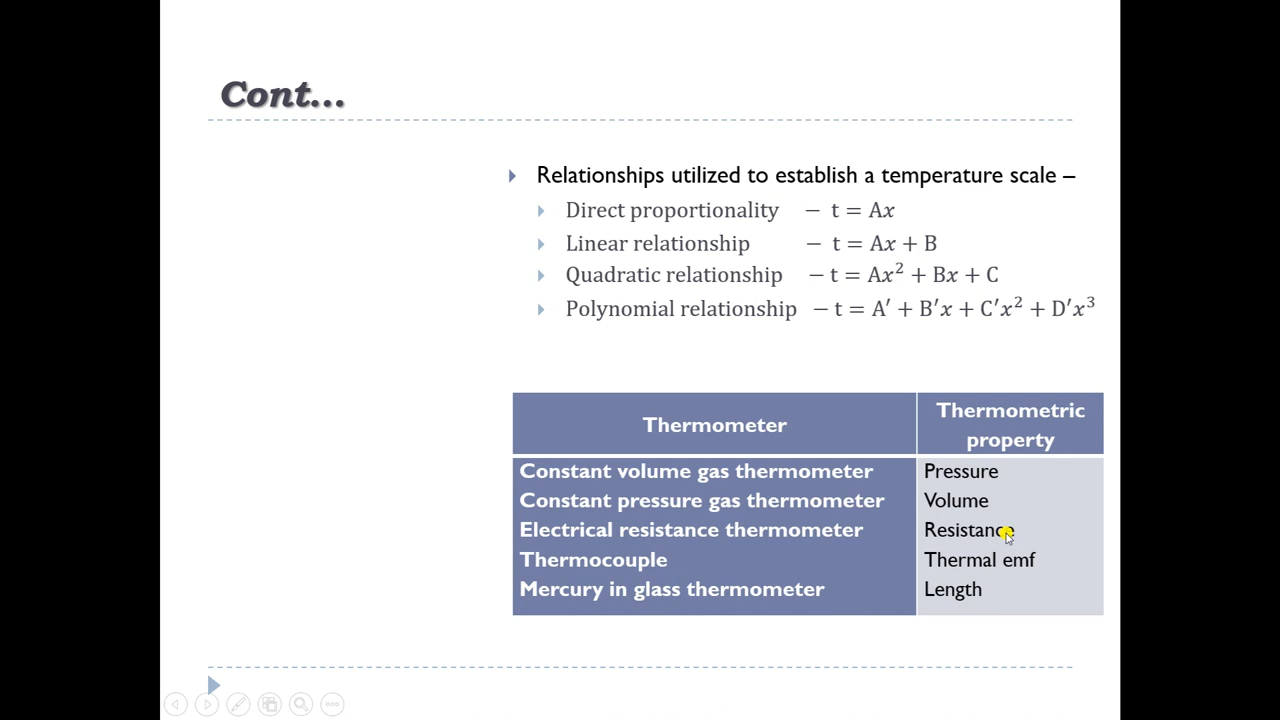 Cont...
Relationships utilized to establish a temperature scale –
Direct proportionality − t = Ax
Linear relationship − t = Ax + B
Quadratic relationship − t = Ax² + Bx + C
Polynomial relationship − t = A′ + B′x + C′x² + D′x³
Thermometer
Thermometric
property
Constant volume gas thermometer Pressure
Constant pressure gas thermometer Volume
Electrical resistance thermometer Resistance
Thermocouple Thermal emf
Mercury in glass thermometer Length